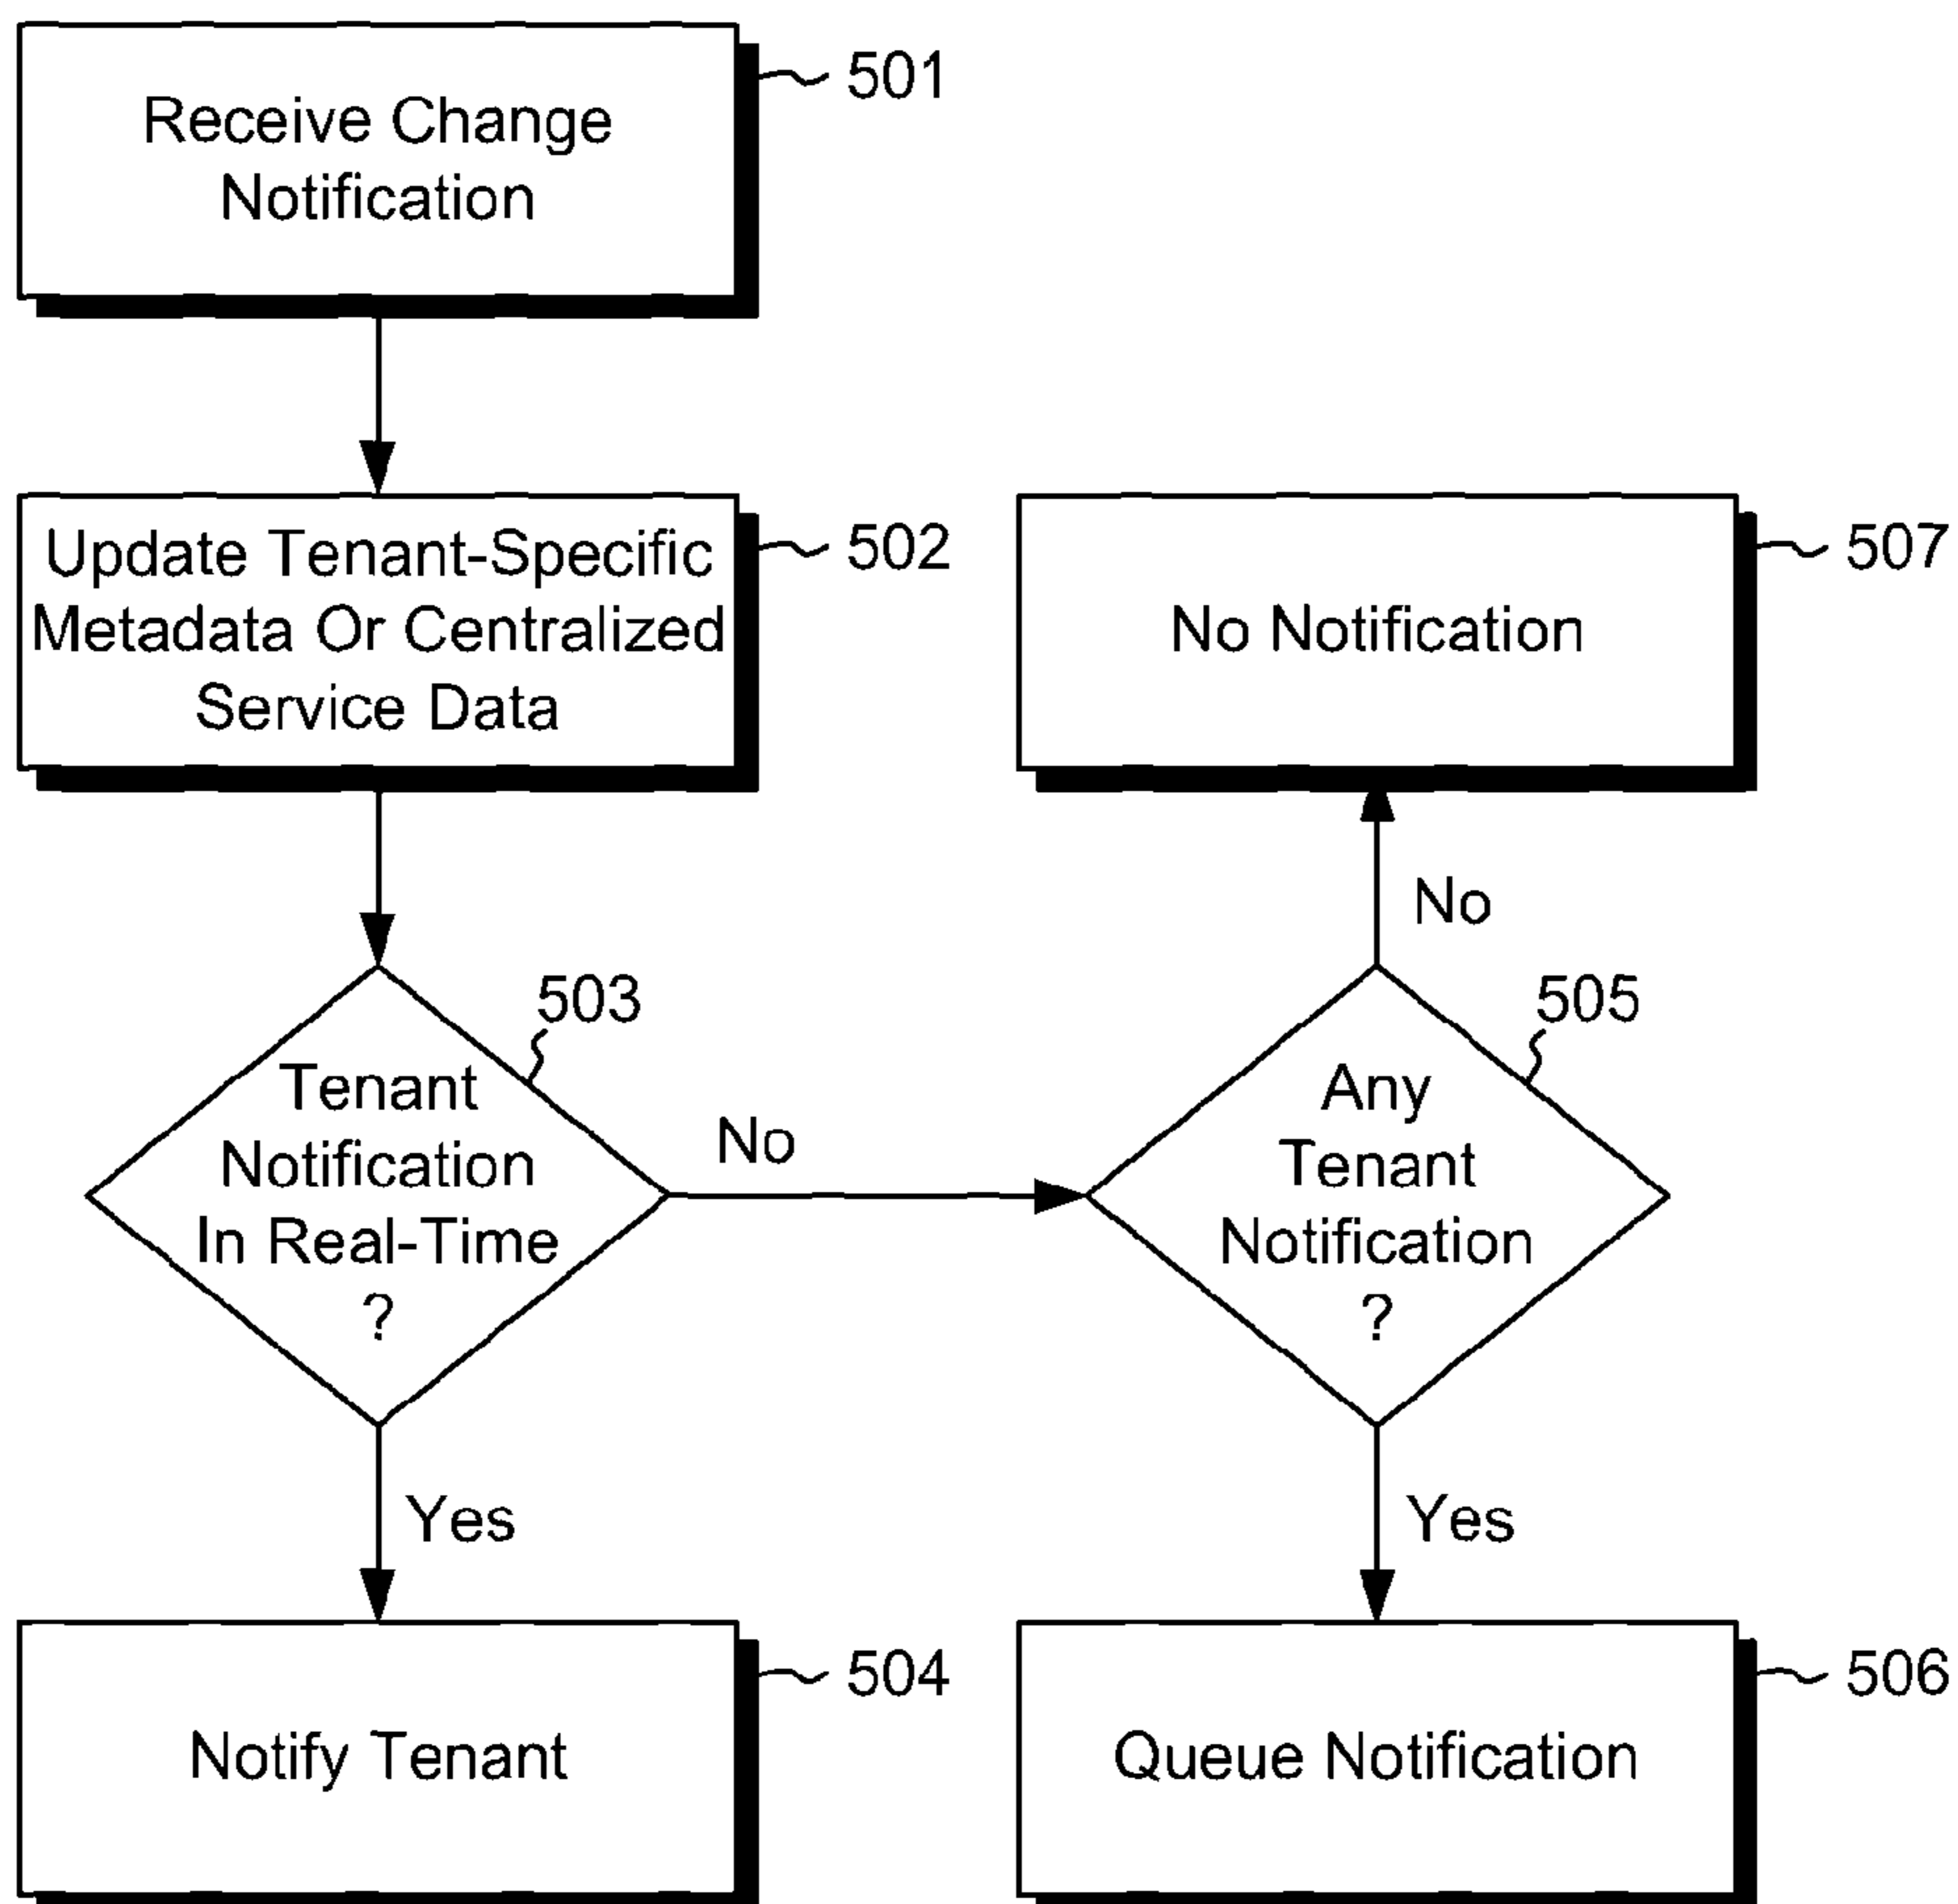 Receive Change
Notification
501
Update Tenant-Specific
Metadata Or Centralized
Service Data
502
Tenant
Notification
In Real-Time
?
503
No
Yes
Notify Tenant
504
Any
Tenant
Notification
?
505
Yes
Queue Notification
506
No
No Notification
507